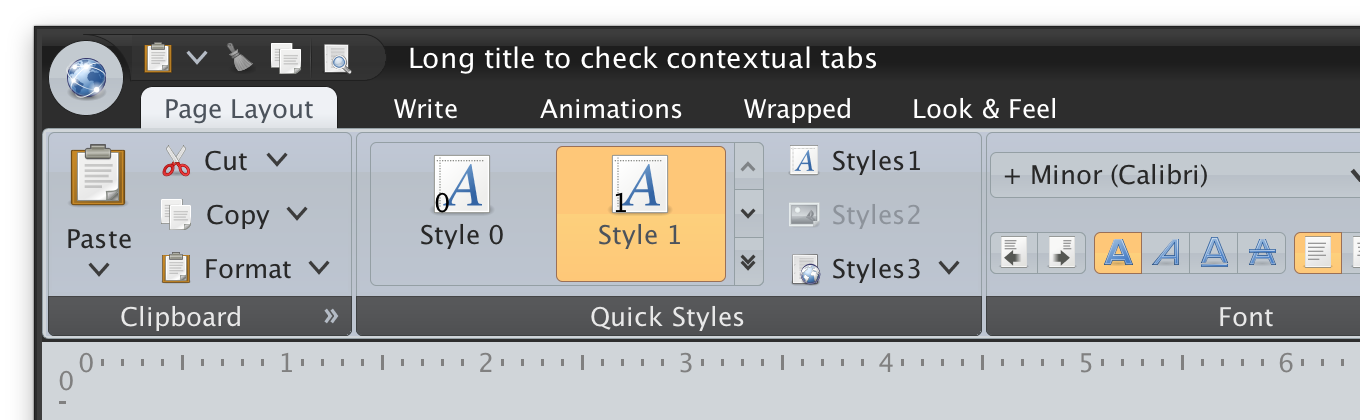 Long title to check contextual tabs
Page Layout Write Animations Wrapped Look & Feel
Paste
Cut
Copy
Format
Clipboard
0
Style 0
1
Style 1
Styles1
Styles2
Styles3
Quick Styles
+ Minor (Calibri)
A A A A
Font
0 1 2 3 4 5 6
0